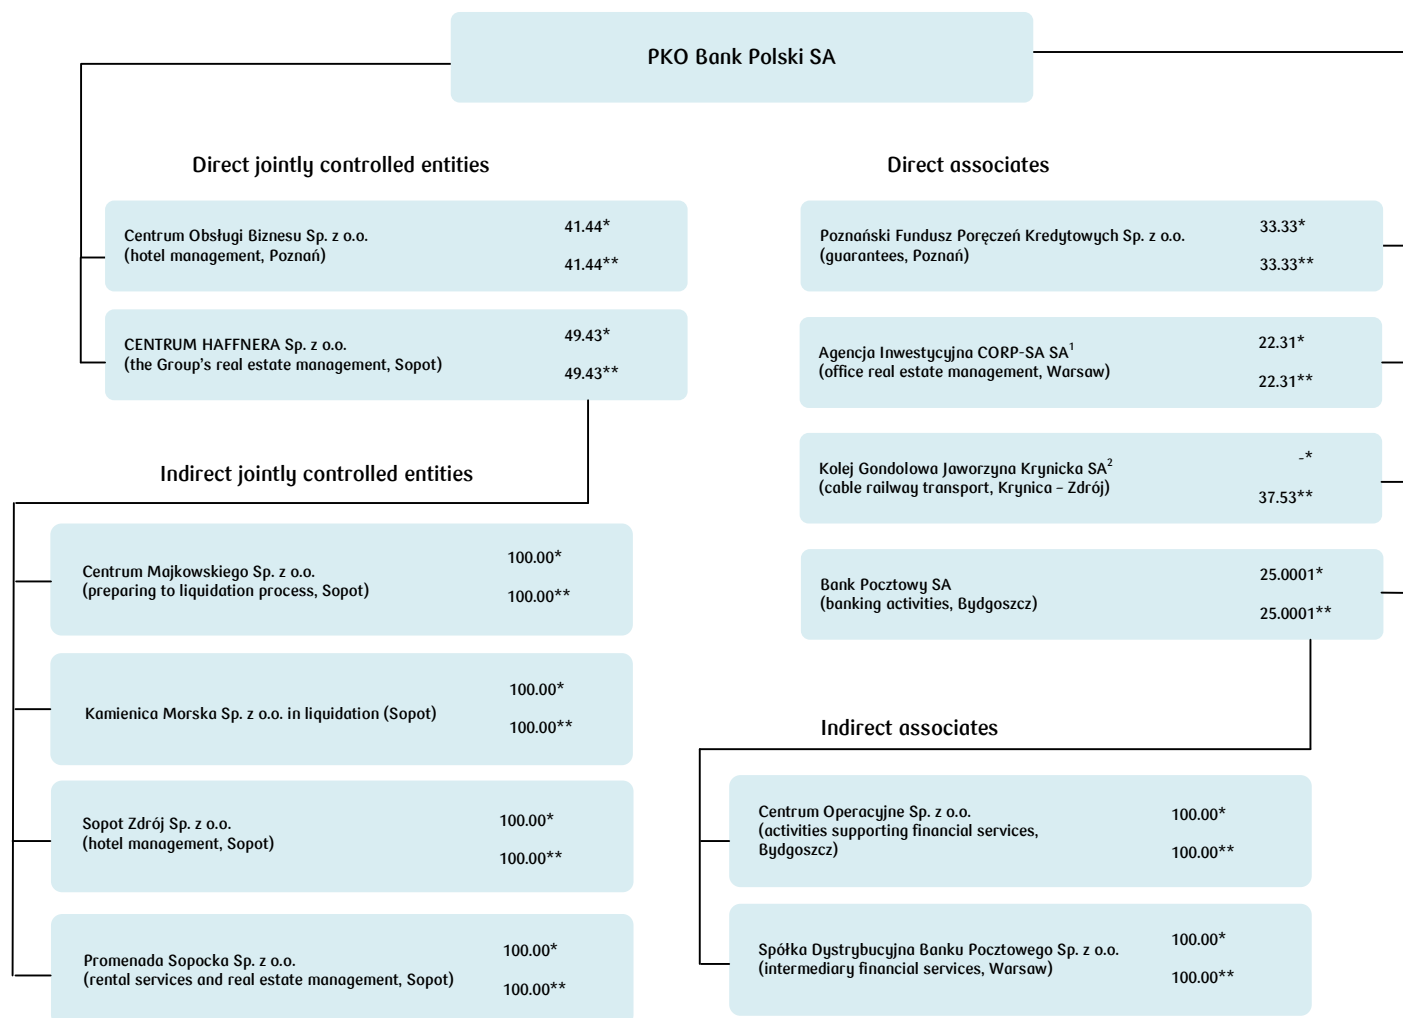 PKO Bank Polski SA
Direct jointly controlled entities
Centrum Obsługi Biznesu Sp. z o.o.
(hotel management, Poznań)
41.44*
41.44**
CENTRUM HAFFNERA Sp. z o.o.
(the Group's real estate management, Sopot)
49.43*
49.43**
Indirect jointly controlled entities
Centrum Majkowskiego Sp. z o.o.
(preparing to liquidation process, Sopot)
100.00*
100.00**
Kamienica Morska Sp. z o.o. in liquidation (Sopot)
100.00*
100.00**
Sopot Zdrój Sp. z o.o.
(hotel management, Sopot)
100.00*
100.00**
Promenada Sopocka Sp. z o.o.
(rental services and real estate management, Sopot)
100.00*
100.00**
Direct associates
Poznański Fundusz Poręczeń Kredytowych Sp. z o.o.
(guarantees, Poznań)
33.33*
33.33**
Agencja Inwestycyjna CORP-SA SA¹
(office real estate management, Warsaw)
22.31*
22.31**
Kolej Gondolowa Jaworzyna Krynicka SA²
(cable railway transport, Krynica – Zdrój)
-*
37.53**
Bank Pocztowy SA
(banking activities, Bydgoszcz)
25.0001*
25.0001**
Indirect associates
Centrum Operacyjne Sp. z o.o.
(activities supporting financial services,
Bydgoszcz)
100.00*
100.00**
Spółka Dystrybucyjna Banku Pocztowego Sp. z o.o.
(intermediary financial services, Warsaw)
100.00*
100.00**